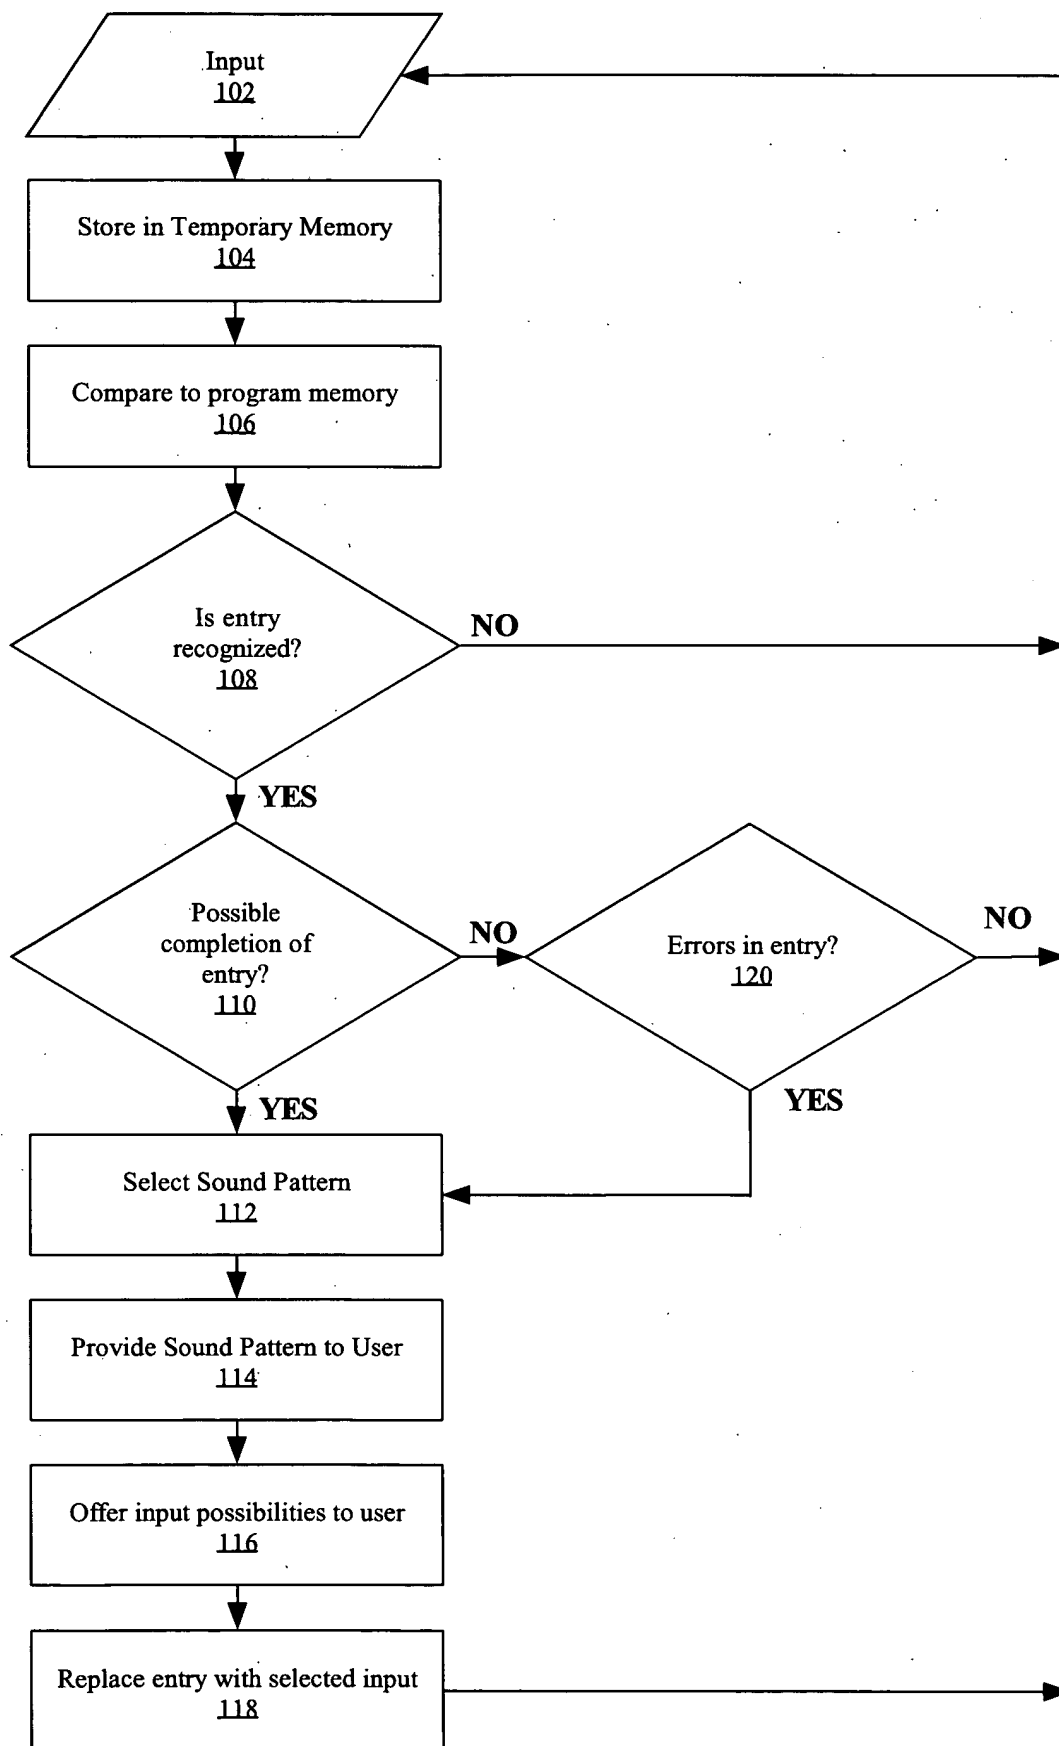 Input
102
Store in Temporary Memory
104
Compare to program memory
106
Is entry
recognized?
108
NO
YES
Possible
completion of
entry?
110
NO
Errors in entry?
120
NO
YES
YES
Select Sound Pattern
112
Provide Sound Pattern to User
114
Offer input possibilities to user
116
Replace entry with selected input
118